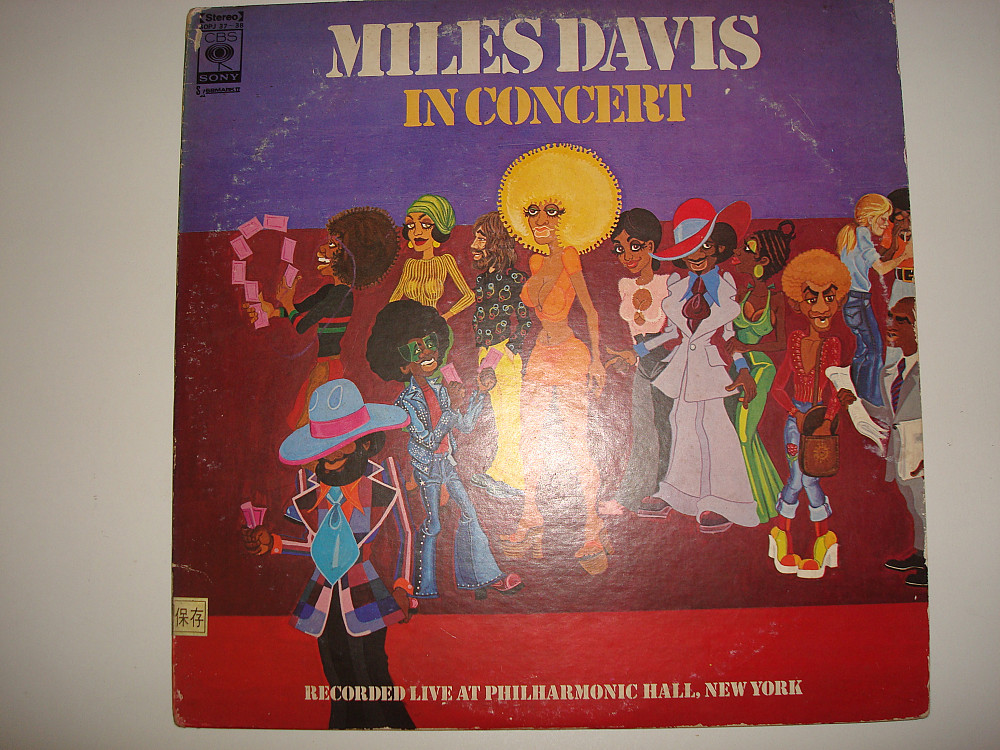 MILES DAVIS
IN CONCERT
Stereo
CBS
SONY
保存
RECORDED LIVE AT PHILHARMONIC HALL, NEW YORK